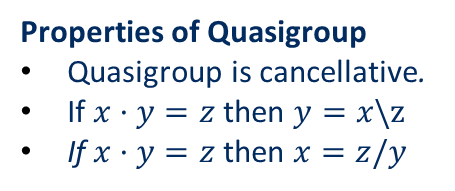 Properties of Quasigroup
• Quasigroup is cancellative.
• If x · y = z then y = x\z
• If x · y = z then x = z/y